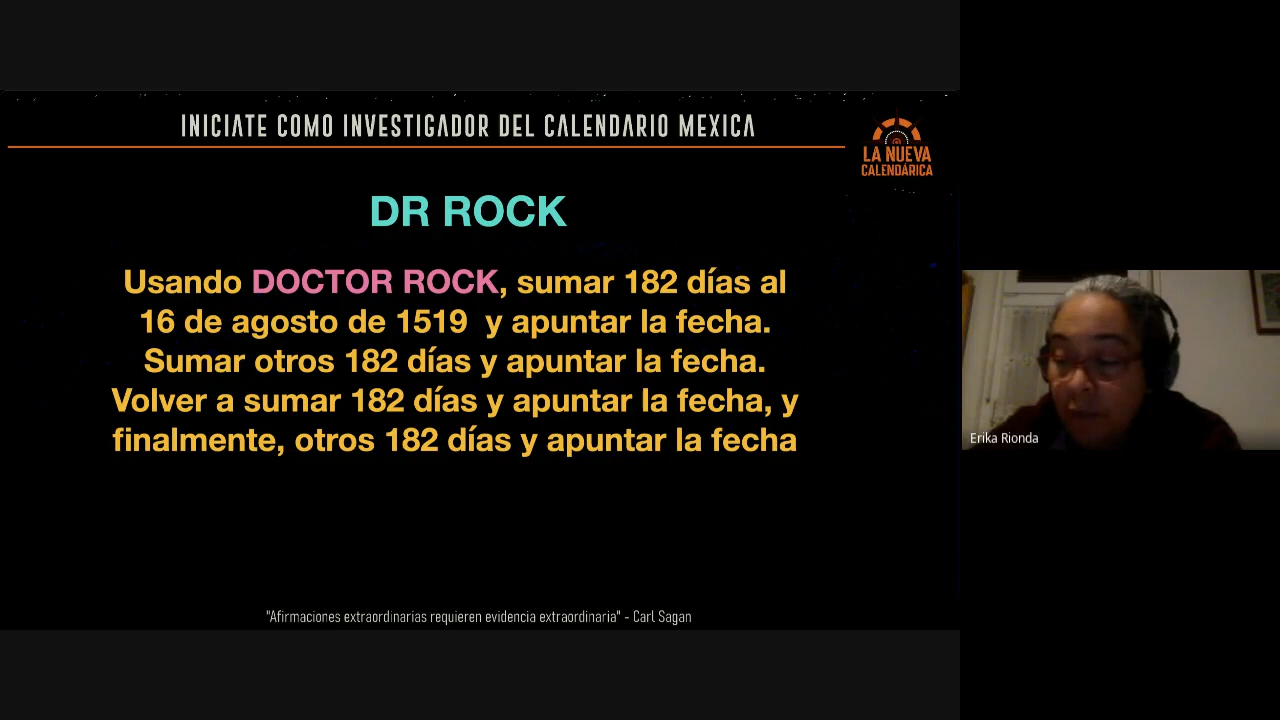 INICIATE COMO INVESTIGADOR DEL CALENDARIO MEXICA
LA NUEVA
CALENDÁRICA
DR ROCK
Usando DOCTOR ROCK, sumar 182 días al
16 de agosto de 1519 y apuntar la fecha.
Sumar otros 182 días y apuntar la fecha.
Volver a sumar 182 días y apuntar la fecha, y
finalmente, otros 182 días y apuntar la fecha
"Afirmaciones extraordinarias requieren evidencia extraordinaria" - Carl Sagan
Erika Rionda